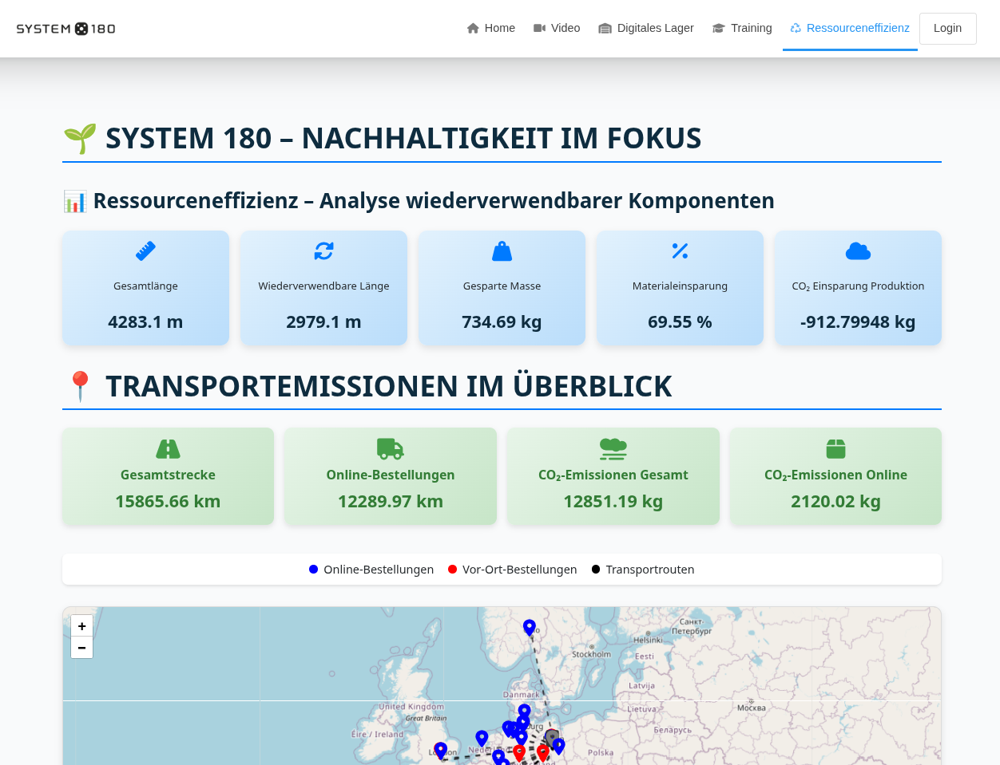 SYSTEM 180
Home
Video
Digitales Lager
Training
Ressourceneffizienz
Login
🌱 SYSTEM 180 – NACHHALTIGKEIT IM FOKUS
📊 Ressourceneffizienz – Analyse wiederverwendbarer Komponenten
Gesamtlänge
4283.1 m
Wiederverwendbare Länge
2979.1 m
Gesparte Masse
734.69 kg
Materialeinsparung
69.55 %
CO₂ Einsparung Produktion
-912.79948 kg
📍 TRANSPORTEMISSIONEN IM ÜBERBLICK
Gesamtstrecke
15865.66 km
Online-Bestellungen
12289.97 km
CO₂-Emissionen Gesamt
12851.19 kg
CO₂-Emissionen Online
2120.02 kg
Online-Bestellungen
Vor-Ort-Bestellungen
Transportrouten
+
−
Санкт-
Петербург
Helsinki
Stockholm
Eesti
Latvija
Danmark
Lietuva
Москва
United Kingdom
Great Britain
Беларусь
Éire / Ireland
Polska